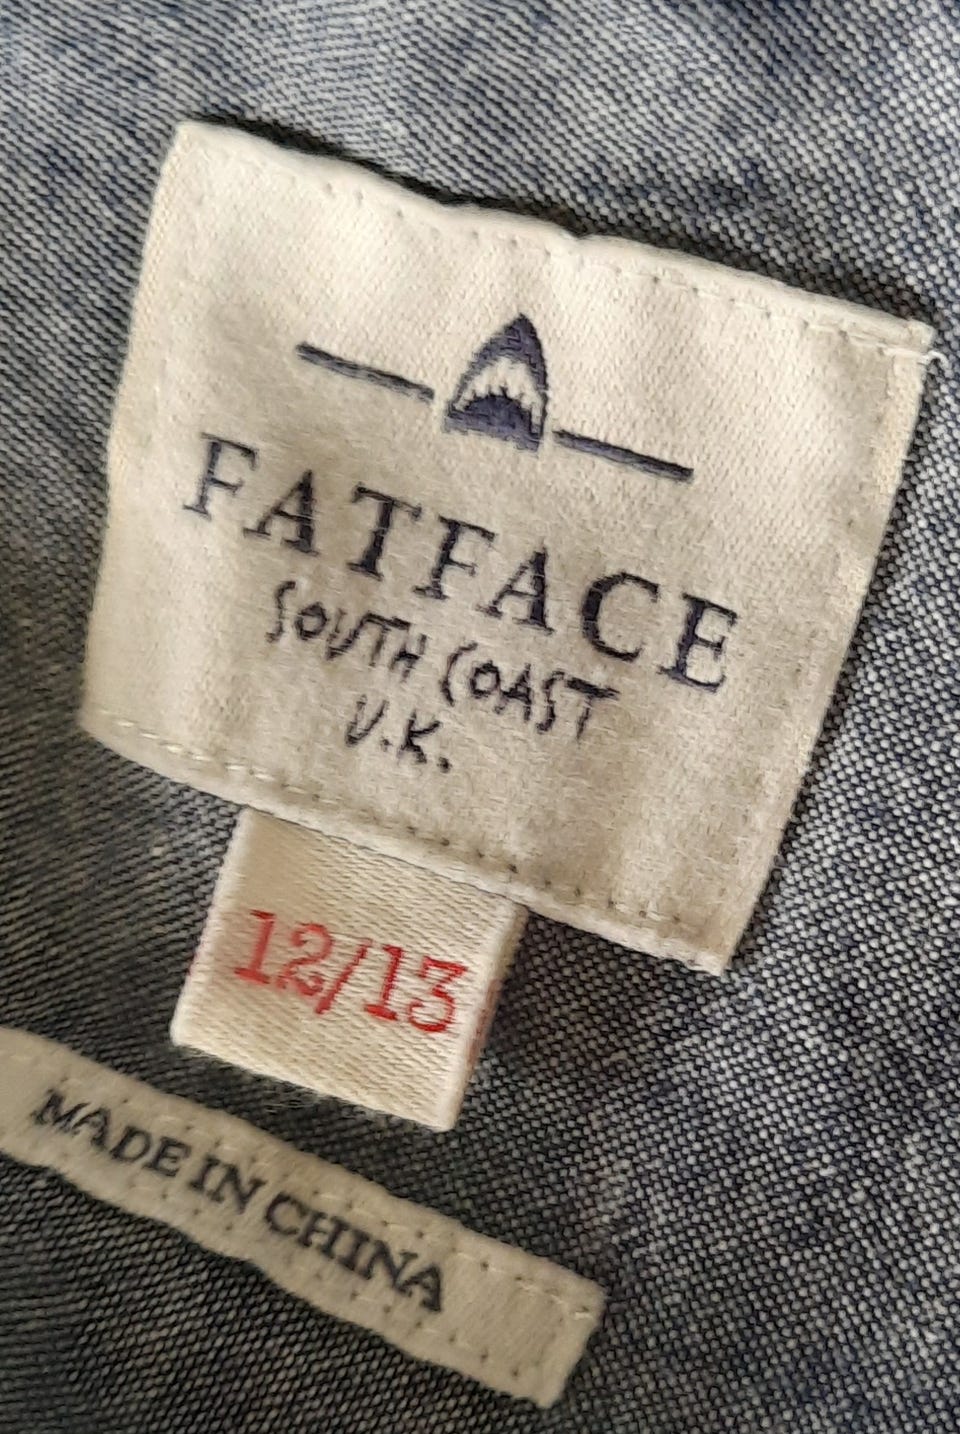 FATFACE
SOUTH COAST
U.K.
12/13
MADE IN CHINA